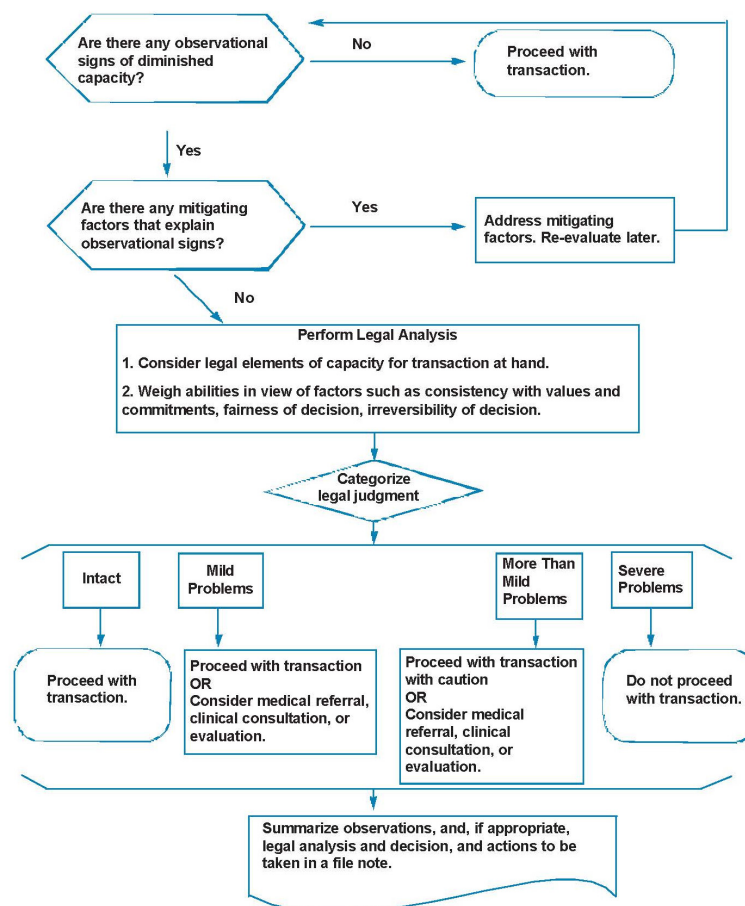 Are there any observational
signs of diminished
capacity?
No
Proceed with
transaction.
Yes
Are there any mitigating
factors that explain
observational signs?
Yes
Address mitigating
factors. Re-evaluate later.
No
Perform Legal Analysis
1. Consider legal elements of capacity for transaction at hand.
2. Weigh abilities in view of factors such as consistency with values and
commitments, fairness of decision, irreversibility of decision.
Categorize
legal judgment
Intact
Mild
Problems
More Than
Mild
Problems
Severe
Problems
Proceed with
transaction.
Proceed with transaction
OR
Consider medical referral,
clinical consultation, or
evaluation.
Proceed with transaction
with caution
OR
Consider medical
referral, clinical
consultation, or
evaluation.
Do not proceed
with transaction.
Summarize observations, and, if appropriate,
legal analysis and decision, and actions to be
taken in a file note.